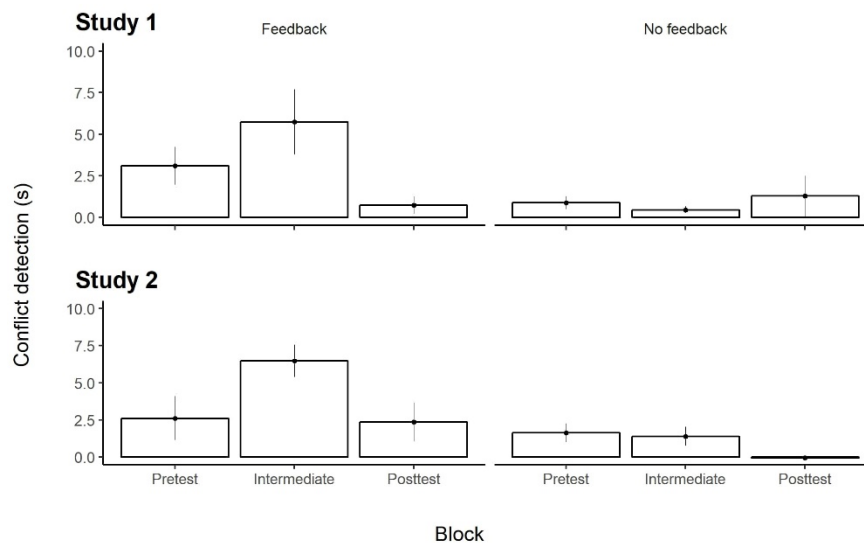 Study 1
Feedback
No feedback
10.0
7.5
5.0
2.5
0.0
Conflict detection (s)
Study 2
10.0
7.5
5.0
2.5
0.0
Pretest Intermediate Posttest
Pretest Intermediate Posttest
Block